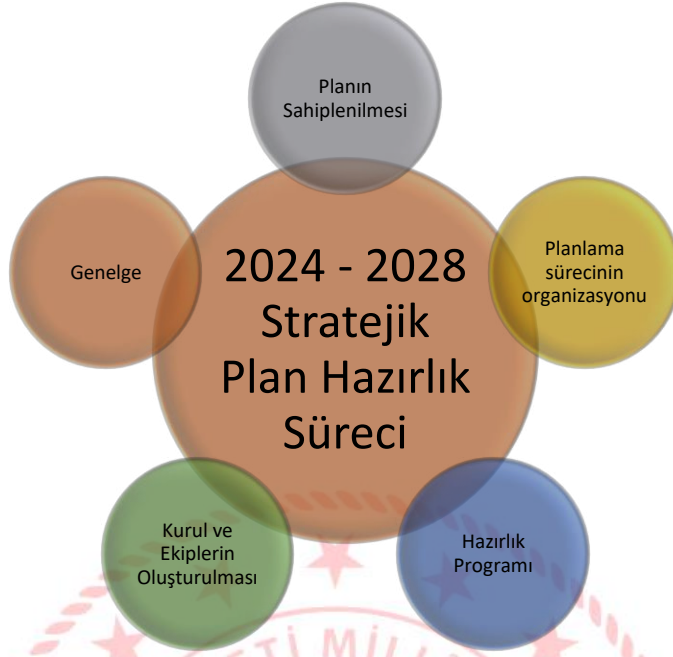 Planın
Sahiplenilmesi
Genelge
2024 - 2028
Stratejik
Plan Hazırlık
Süreci
Planlama
sürecinin
organizasyonu
Kurul ve
Ekiplerin
Oluşturulması
Hazırlık
Programı